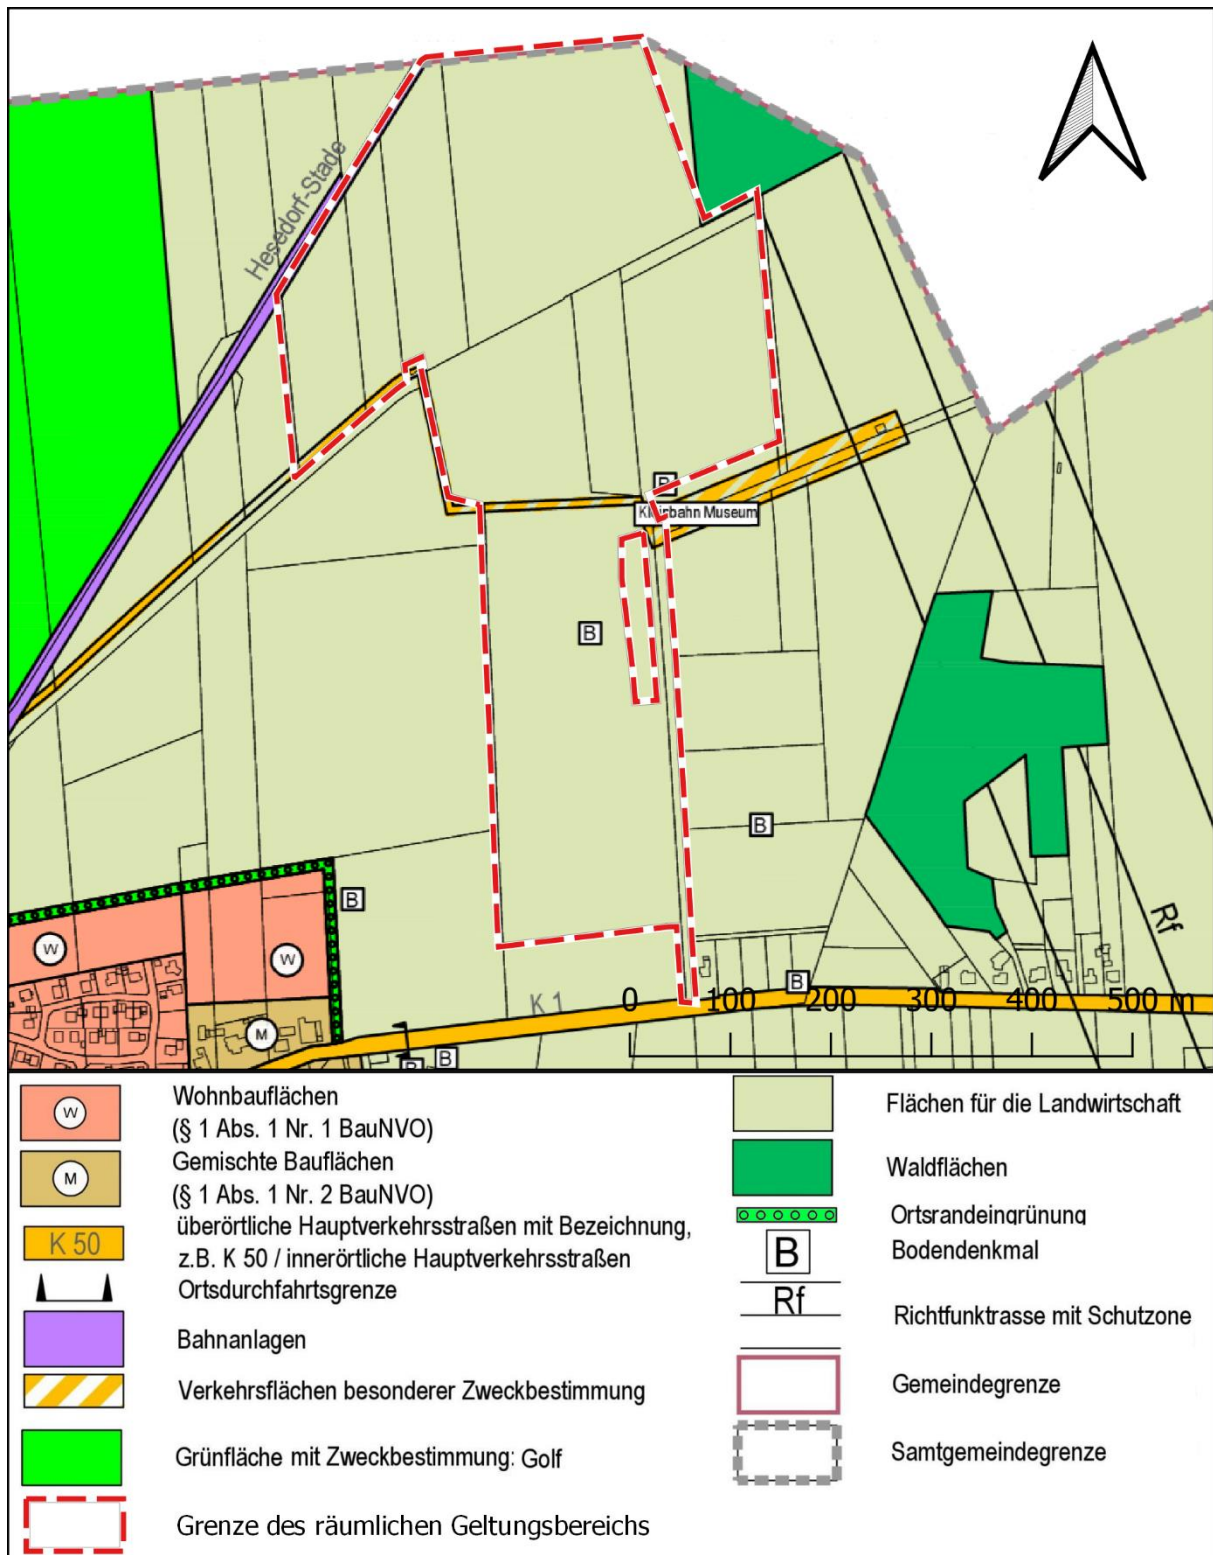 Hesedorf-Stade
B
Kleinbahn Museum
B
B
B
Rf
W
W
K 1
B
0 100 200 300 400 500 m
M
B
B
W
Wohnbauflächen
(§ 1 Abs. 1 Nr. 1 BauNVO)
M
Gemischte Bauflächen
(§ 1 Abs. 1 Nr. 2 BauNVO)
K 50
überörtliche Hauptverkehrsstraßen mit Bezeichnung,
z.B. K 50 / innerörtliche Hauptverkehrsstraßen
Ortsdurchfahrtsgrenze
Bahnanlagen
Verkehrsflächen besonderer Zweckbestimmung
Grünfläche mit Zweckbestimmung: Golf
Grenze des räumlichen Geltungsbereichs
Flächen für die Landwirtschaft
Waldflächen
Ortsrandeingrünung
B
Bodendenkmal
Rf
Richtfunktrasse mit Schutzone
Gemeindegrenze
Samtgemeindegrenze